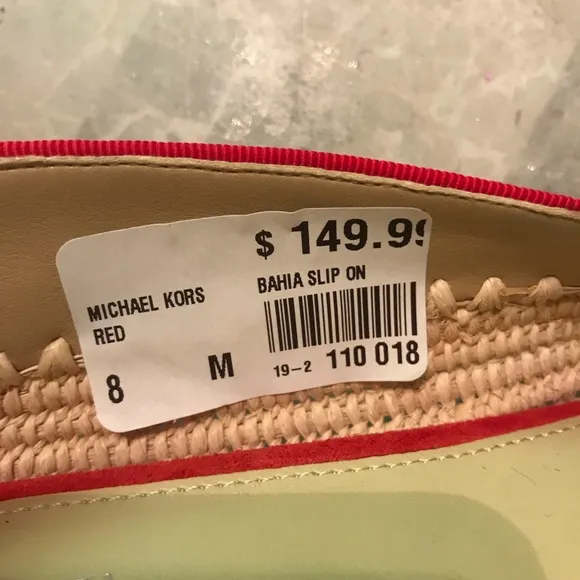 $ 149.99
BAHIA SLIP ON
MICHAEL KORS
RED
8 M
19-2 110 018